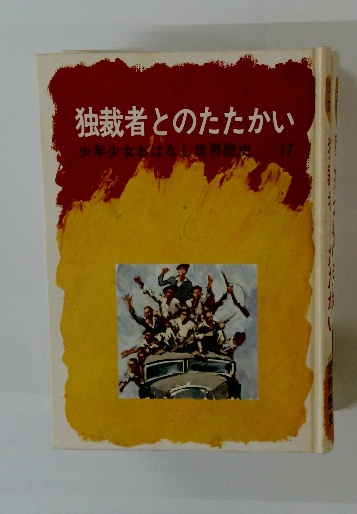 独裁者とのたたかい
少年少女おはなし世界歴史 17